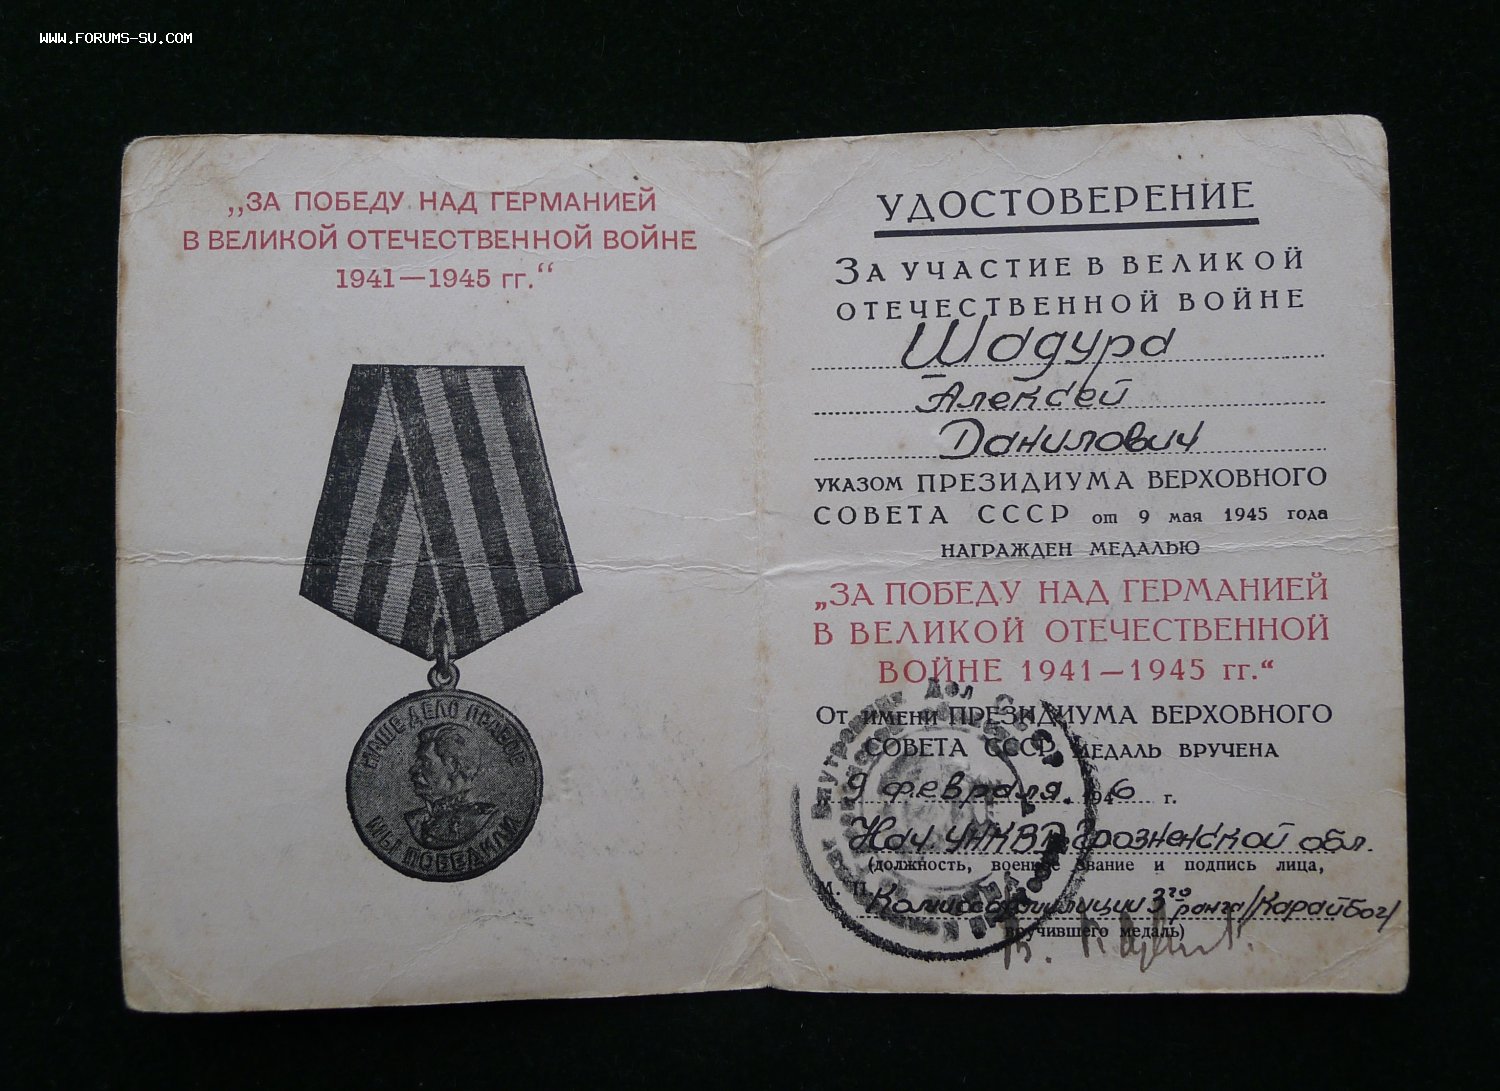 WWW.FORUMS-SU.COM
„ЗА ПОБЕДУ НАД ГЕРМАНИЕЙ
В ВЕЛИКОЙ ОТЕЧЕСТВЕННОЙ ВОЙНЕ
1941—1945 гг.“
НАШЕ ДЕЛО ПРАВОЕ
МЫ ПОБЕДИЛИ
УДОСТОВЕРЕНИЕ
ЗА УЧАСТИЕ В ВЕЛИКОЙ
ОТЕЧЕСТВЕННОЙ ВОЙНЕ
Шадура
Алексей
Данилович
УКАЗОМ ПРЕЗИДИУМА ВЕРХОВНОГО
СОВЕТА СССР от 9 мая 1945 года
НАГРАЖДЕН МЕДАЛЬЮ
„ЗА ПОБЕДУ НАД ГЕРМАНИЕЙ
В ВЕЛИКОЙ ОТЕЧЕСТВЕННОЙ
ВОЙНЕ 1941—1945 гг.“
ОТ ИМЕНИ ПРЕЗИДИУМА ВЕРХОВНОГО
СОВЕТА СССР МЕДАЛЬ ВРУЧЕНА
9 февраля 1946 г.
Нач УНКВД Грозненской обл.
(должность, военное звание и подпись лица,
М. П.
Комиссар милиции 3го ранга /Карайбог/
вручившего медаль)